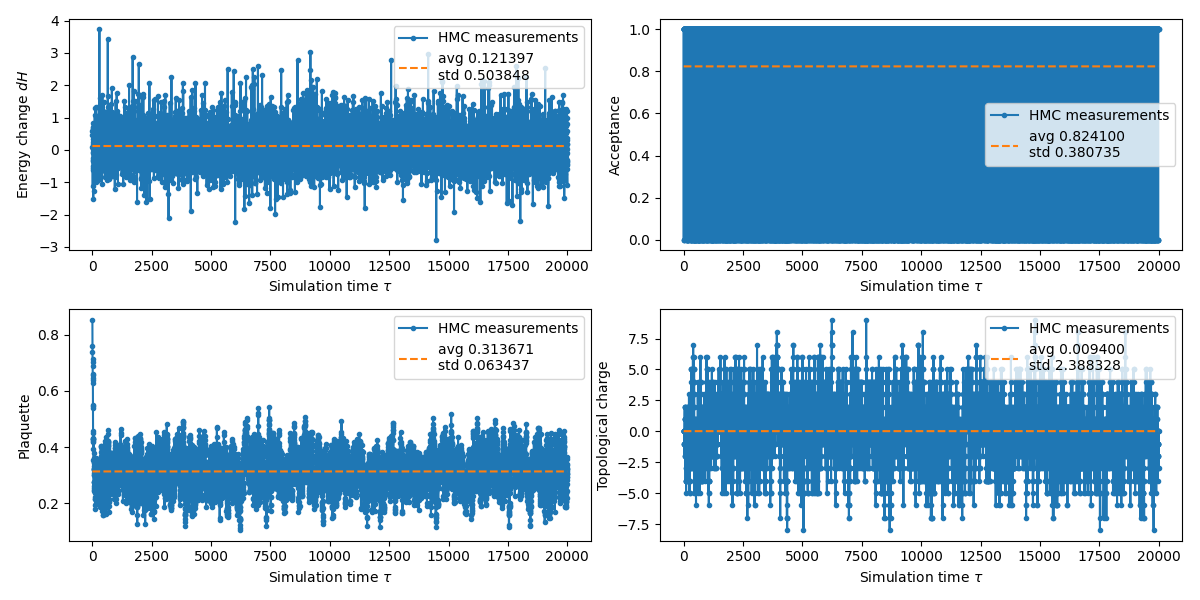 4
3
2
1
0
−1
−2
−3
Energy change dH
HMC measurements
avg 0.121397
std 0.503848
0 2500 5000 7500 10000 12500 15000 17500 20000
Simulation time τ
1.0
0.8
0.6
0.4
0.2
0.0
Acceptance
HMC measurements
avg 0.824100
std 0.380735
0 2500 5000 7500 10000 12500 15000 17500 20000
Simulation time τ
0.8
0.6
0.4
0.2
Plaquette
HMC measurements
avg 0.313671
std 0.063437
0 2500 5000 7500 10000 12500 15000 17500 20000
Simulation time τ
7.5
5.0
2.5
0.0
−2.5
−5.0
−7.5
Topological charge
HMC measurements
avg 0.009400
std 2.388328
0 2500 5000 7500 10000 12500 15000 17500 20000
Simulation time τ